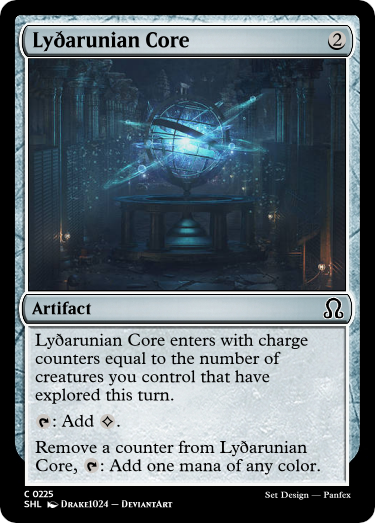 Lyðarunian Core 2
Artifact
Lyðarunian Core enters with charge
counters equal to the number of
creatures you control that have
explored this turn.
: Add .
Remove a counter from Lyðarunian
Core, : Add one mana of any color.
C 0225
SHL Drake1024 — DeviantArt
Set Design — Panfex